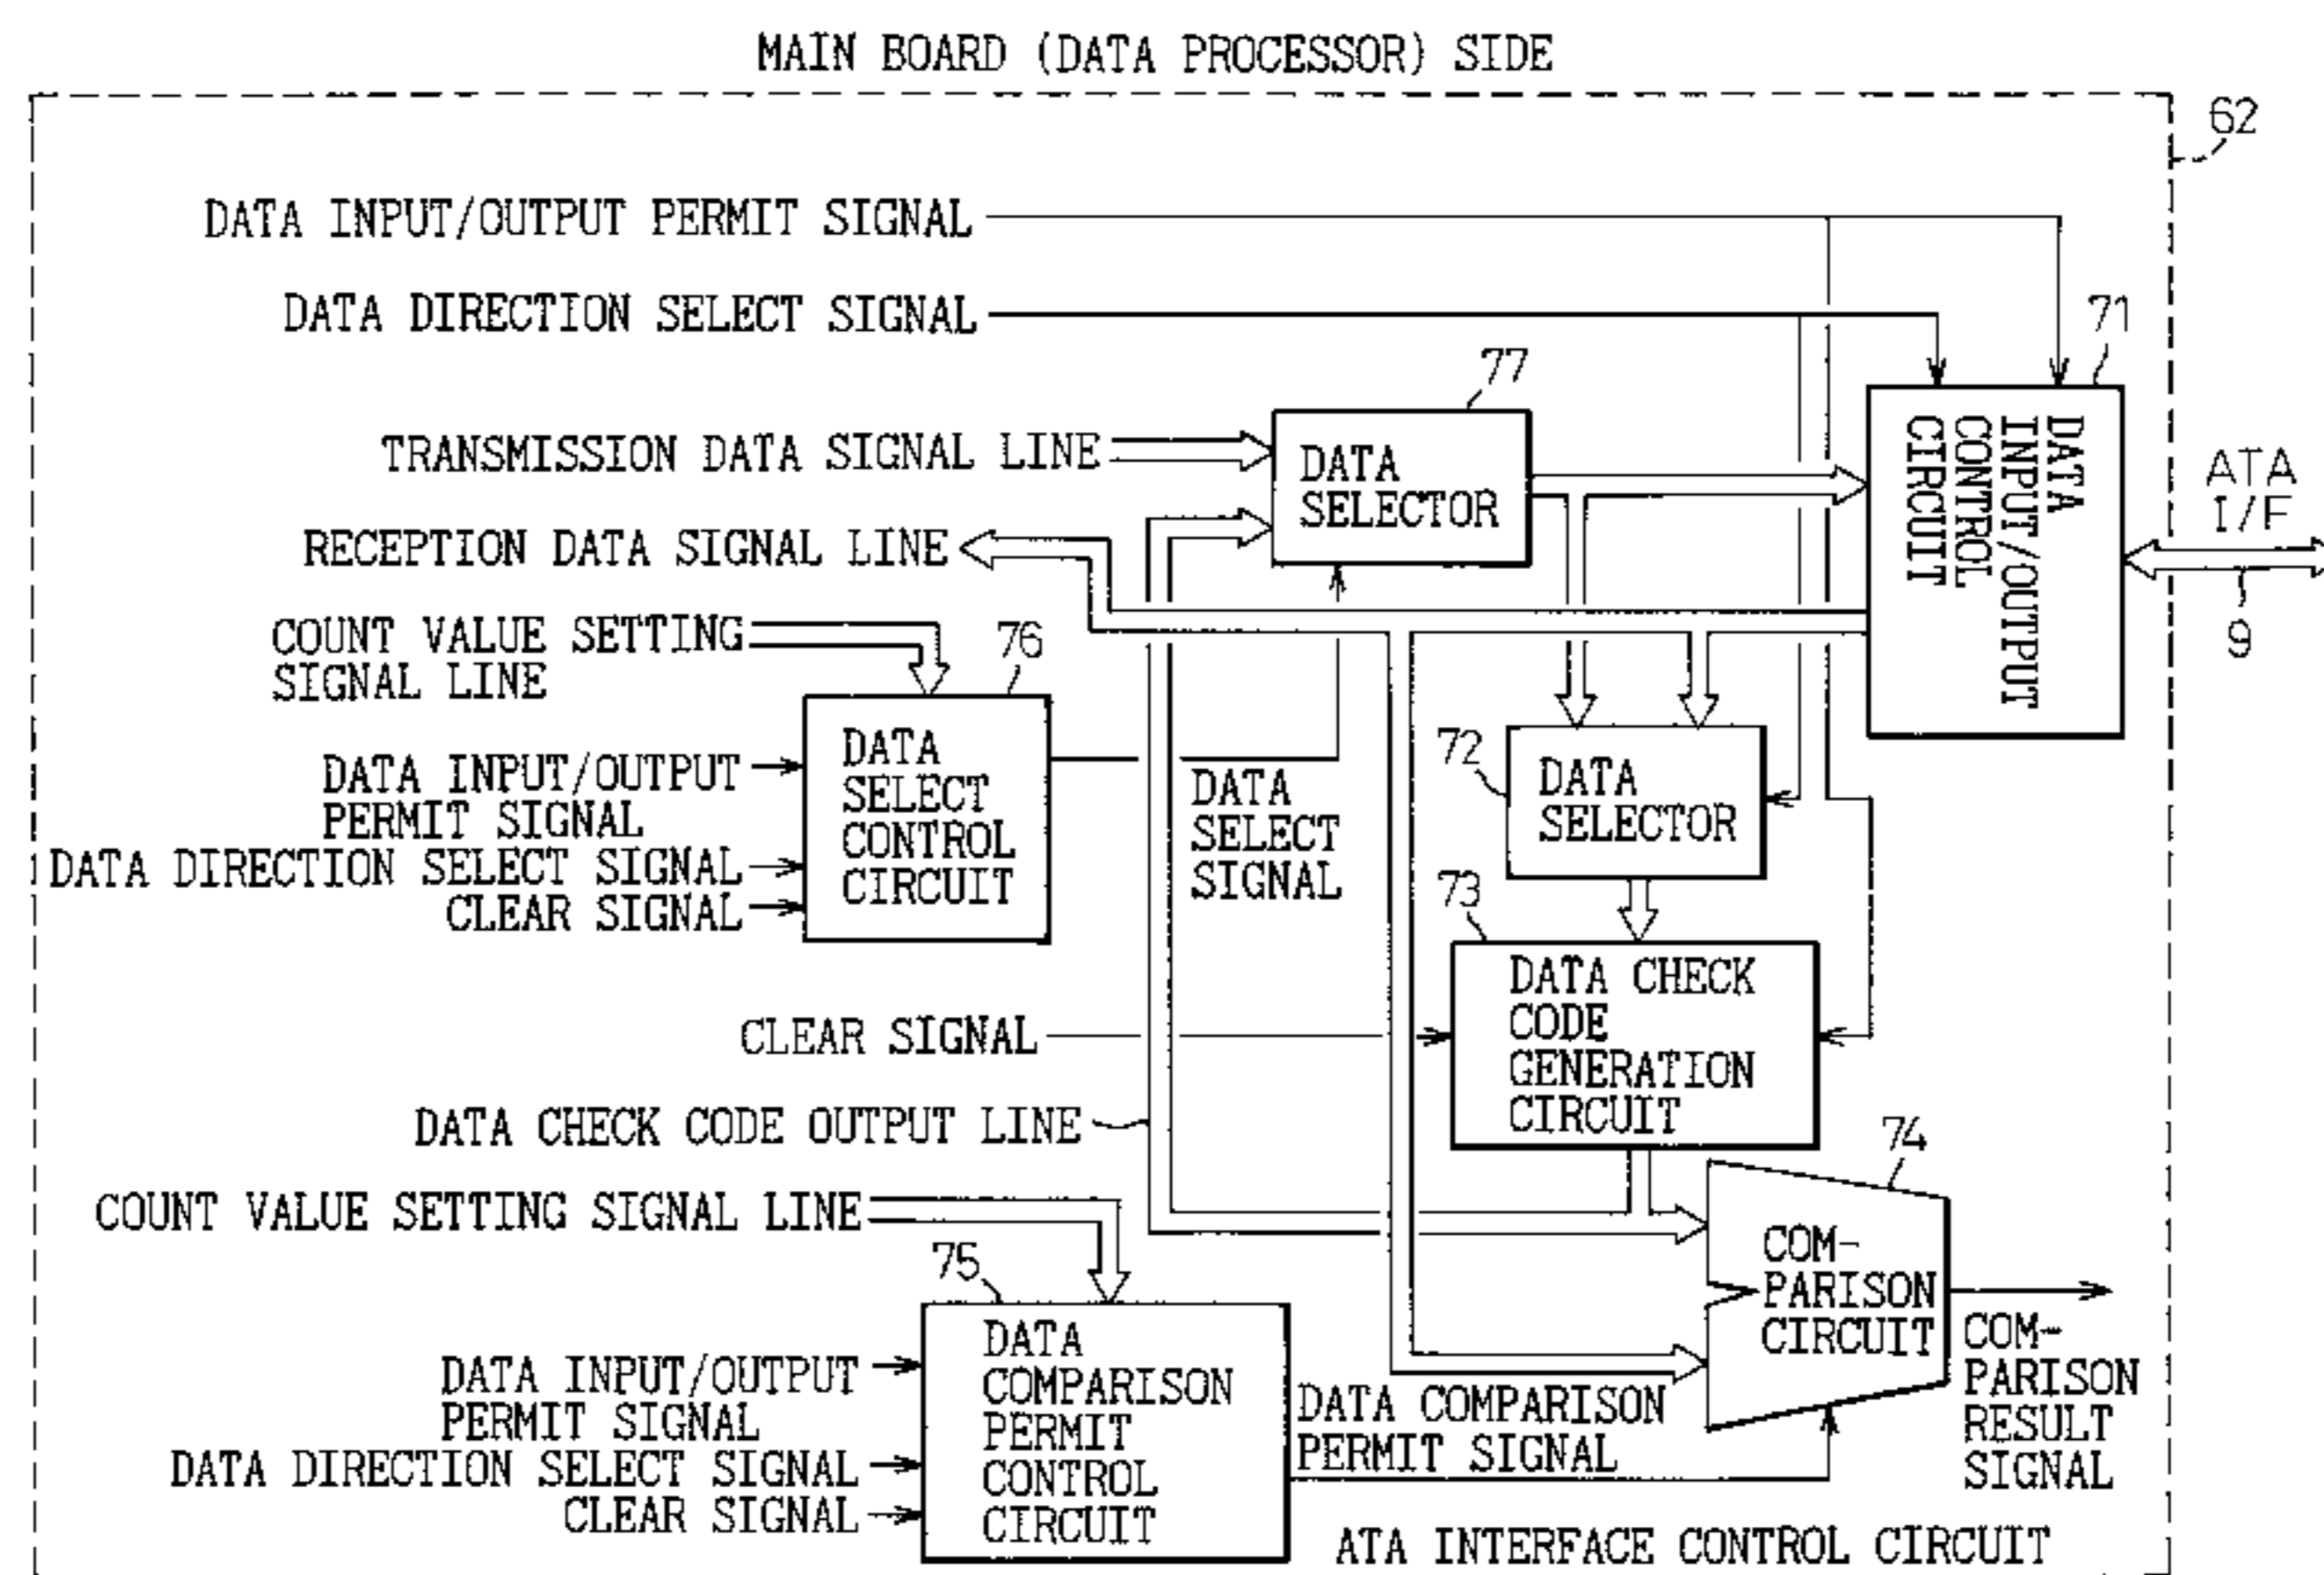 MAIN BOARD (DATA PROCESSOR) SIDE
62
DATA INPUT/OUTPUT PERMIT SIGNAL
DATA DIRECTION SELECT SIGNAL
71
77
TRANSMISSION DATA SIGNAL LINE
DATA
SELECTOR
DATA
INPUT/OUTPUT
CONTROL
CIRCUIT
ATA
I/F
9
RECEPTION DATA SIGNAL LINE
COUNT VALUE SETTING
SIGNAL LINE
76
DATA
SELECT
CONTROL
CIRCUIT
DATA INPUT/OUTPUT
PERMIT SIGNAL
DATA DIRECTION SELECT SIGNAL
CLEAR SIGNAL
DATA
SELECT
SIGNAL
72
DATA
SELECTOR
73
DATA CHECK
CODE
GENERATION
CIRCUIT
CLEAR SIGNAL
DATA CHECK CODE OUTPUT LINE
74
COUNT VALUE SETTING SIGNAL LINE
COM-
PARISON
CIRCUIT
75
DATA
COMPARISON
PERMIT
CONTROL
CIRCUIT
DATA INPUT/OUTPUT
PERMIT SIGNAL
DATA DIRECTION SELECT SIGNAL
CLEAR SIGNAL
DATA COMPARISON
PERMIT SIGNAL
COM-
PARISON
RESULT
SIGNAL
ATA INTERFACE CONTROL CIRCUIT